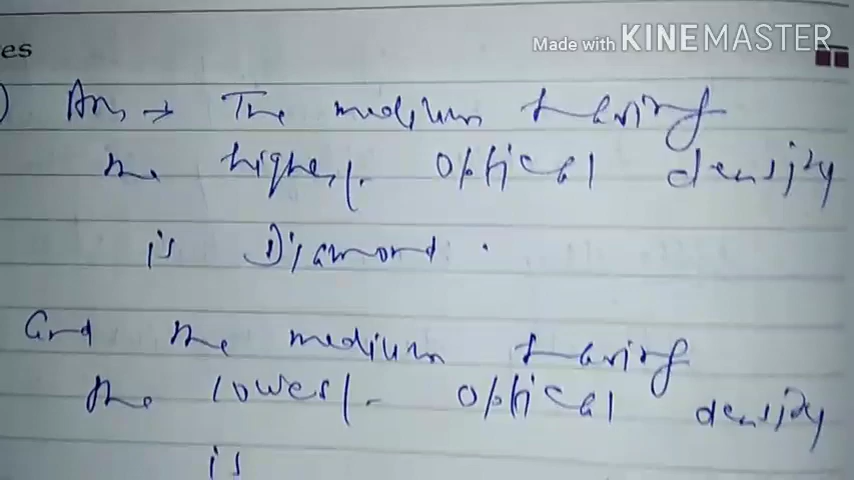 es
Made with KINEMASTER
) Ans → The medium having
the highest optical density
is Diamond.
And the medium having
the lowest optical density
is